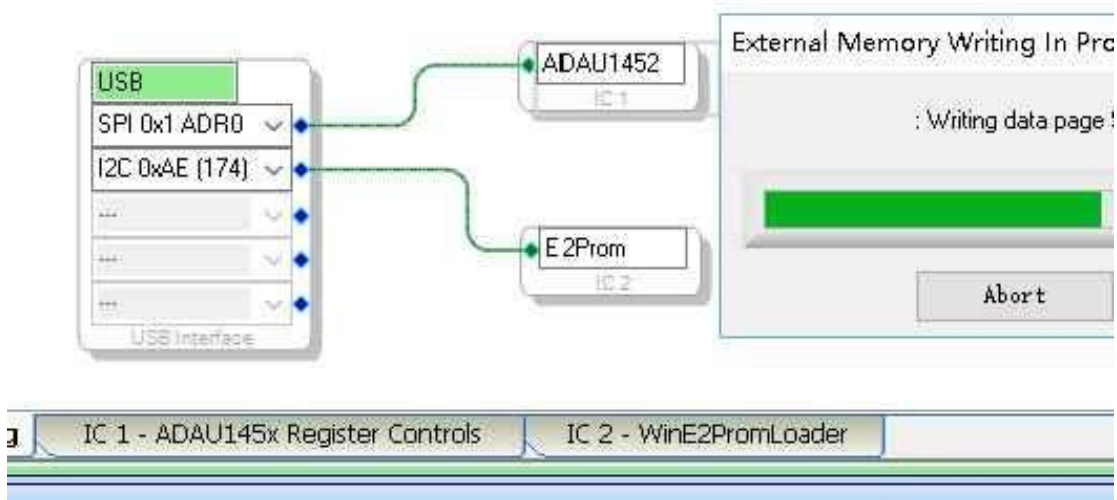 USB
SPI 0x1 ADR0
I2C 0xAE (174)
---
---
---
USB Interface
ADAU1452
IC 1
E2Prom
IC 2
External Memory Writing In Pro
: Writing data page
Abort
g
IC 1 - ADAU145x Register Controls
IC 2 - WinE2PromLoader